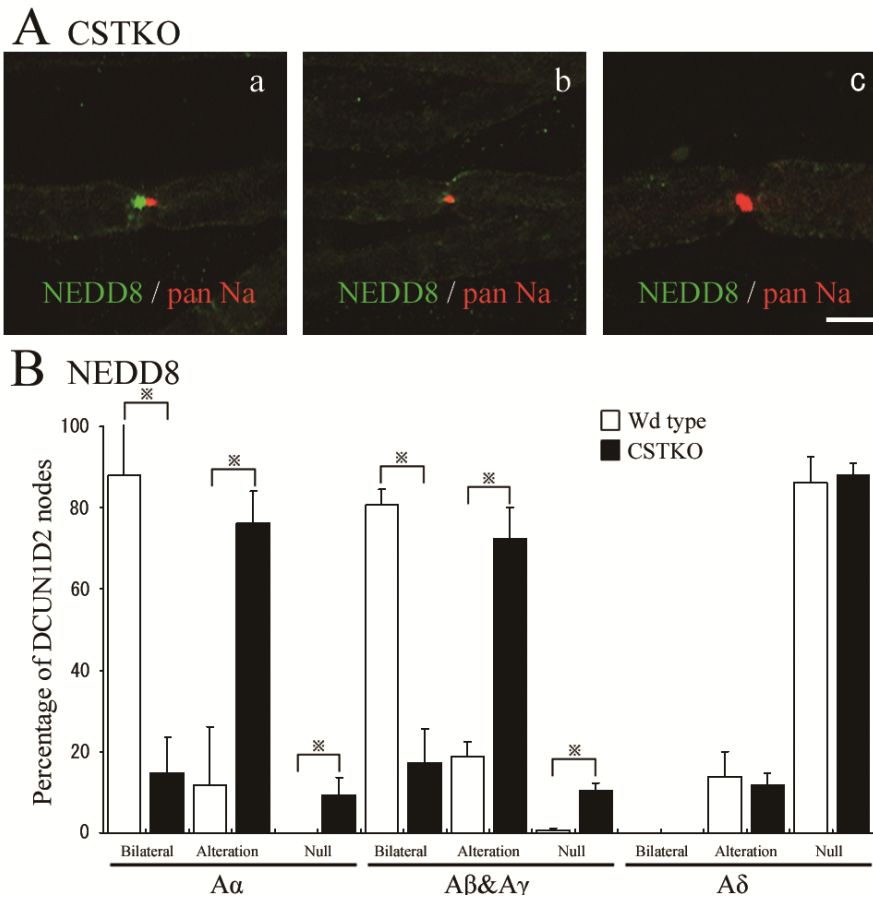 A CSTKO
a
b
c
NEDD8 / pan Na
NEDD8 / pan Na
NEDD8 / pan Na
B NEDD8
※
※
※
※
※
※
Wd type
CSTKO
Percentage of DCUN1D2 nodes
100
80
60
40
20
0
Bilateral Alteration Null Bilateral Alteration Null Bilateral Alteration Null
Aα Aβ&Aγ Aδ